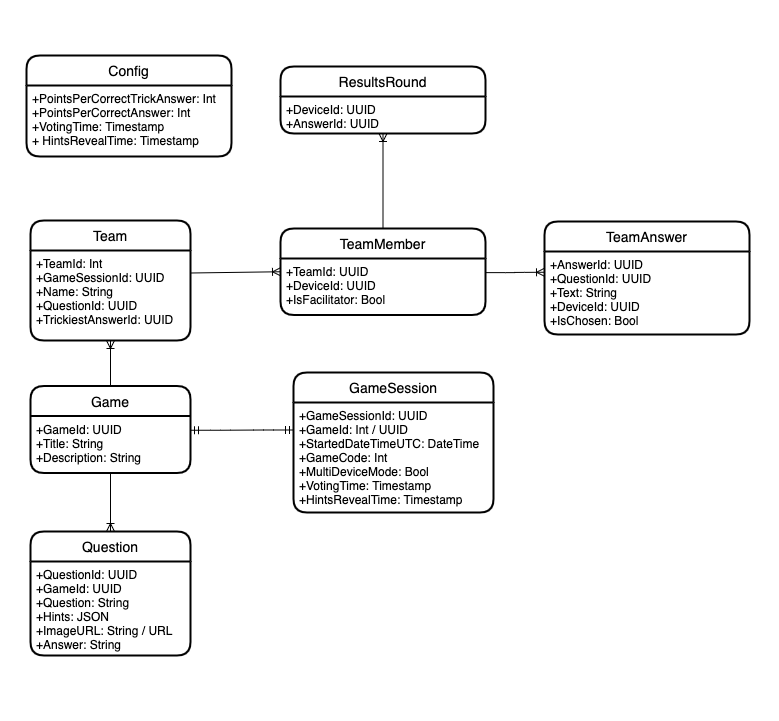 Config
+PointsPerCorrectTrickAnswer: Int
+PointsPerCorrectAnswer: Int
+VotingTime: Timestamp
+ HintsRevealTime: Timestamp
ResultsRound
+DeviceId: UUID
+AnswerId: UUID
Team
+TeamId: Int
+GameSessionId: UUID
+Name: String
+QuestionId: UUID
+TrickiestAnswerId: UUID
TeamMember
+TeamId: UUID
+DeviceId: UUID
+IsFacilitator: Bool
TeamAnswer
+AnswerId: UUID
+QuestionId: UUID
+Text: String
+DeviceId: UUID
+IsChosen: Bool
Game
+GameId: UUID
+Title: String
+Description: String
GameSession
+GameSessionId: UUID
+GameId: Int / UUID
+StartedDateTimeUTC: DateTime
+GameCode: Int
+MultiDeviceMode: Bool
+VotingTime: Timestamp
+HintsRevealTime: Timestamp
Question
+QuestionId: UUID
+GameId: UUID
+Question: String
+Hints: JSON
+ImageURL: String / URL
+Answer: String